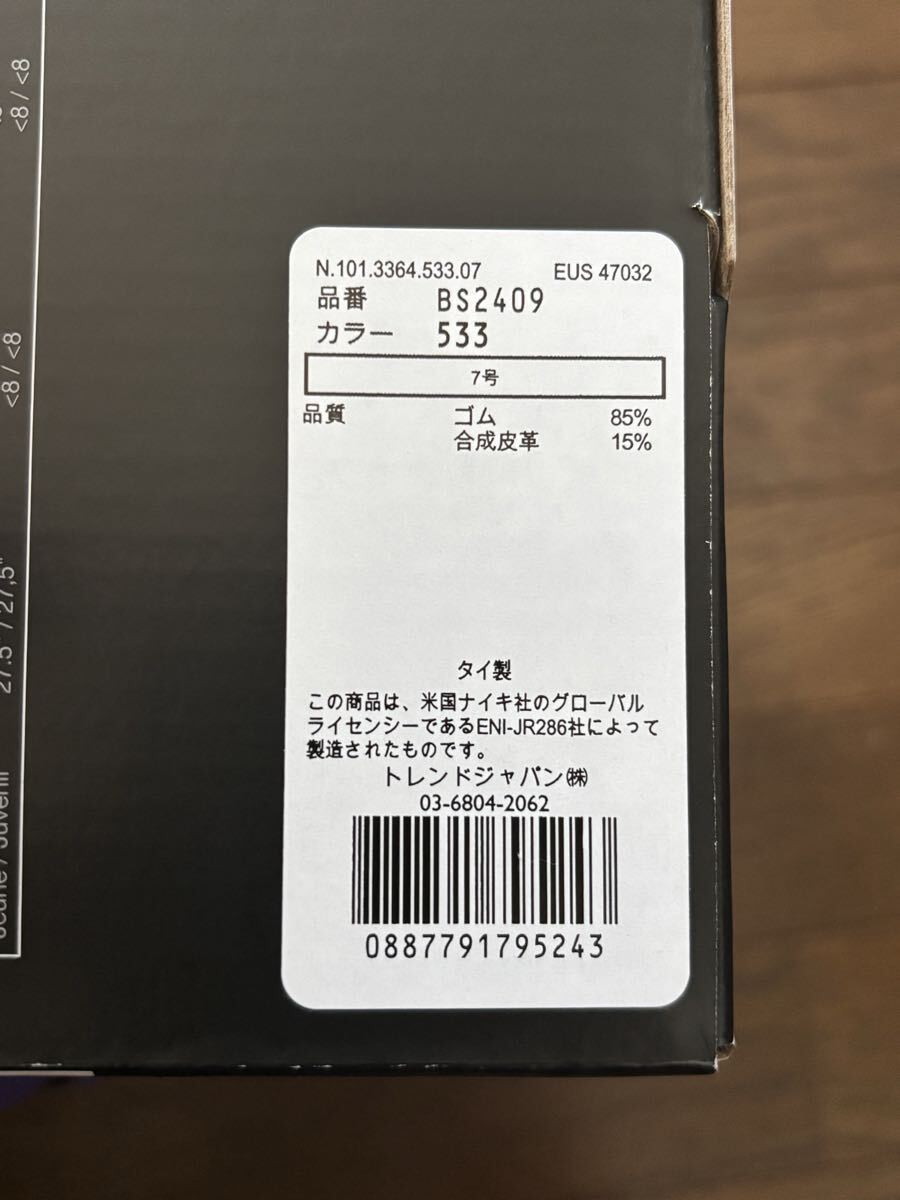 <8 / <8
<8 / <8
27.5" / 27,5"
N.101.3364.533.07 EUS 47032
品番 BS2409
カラー 533
7号
品質 ゴム 85%
合成皮革 15%
タイ製
この商品は、米国ナイキ社のグローバル
ライセンシーであるENI-JR286社によって
製造されたものです。
トレンドジャパン㈱
03-6804-2062
0887791795243